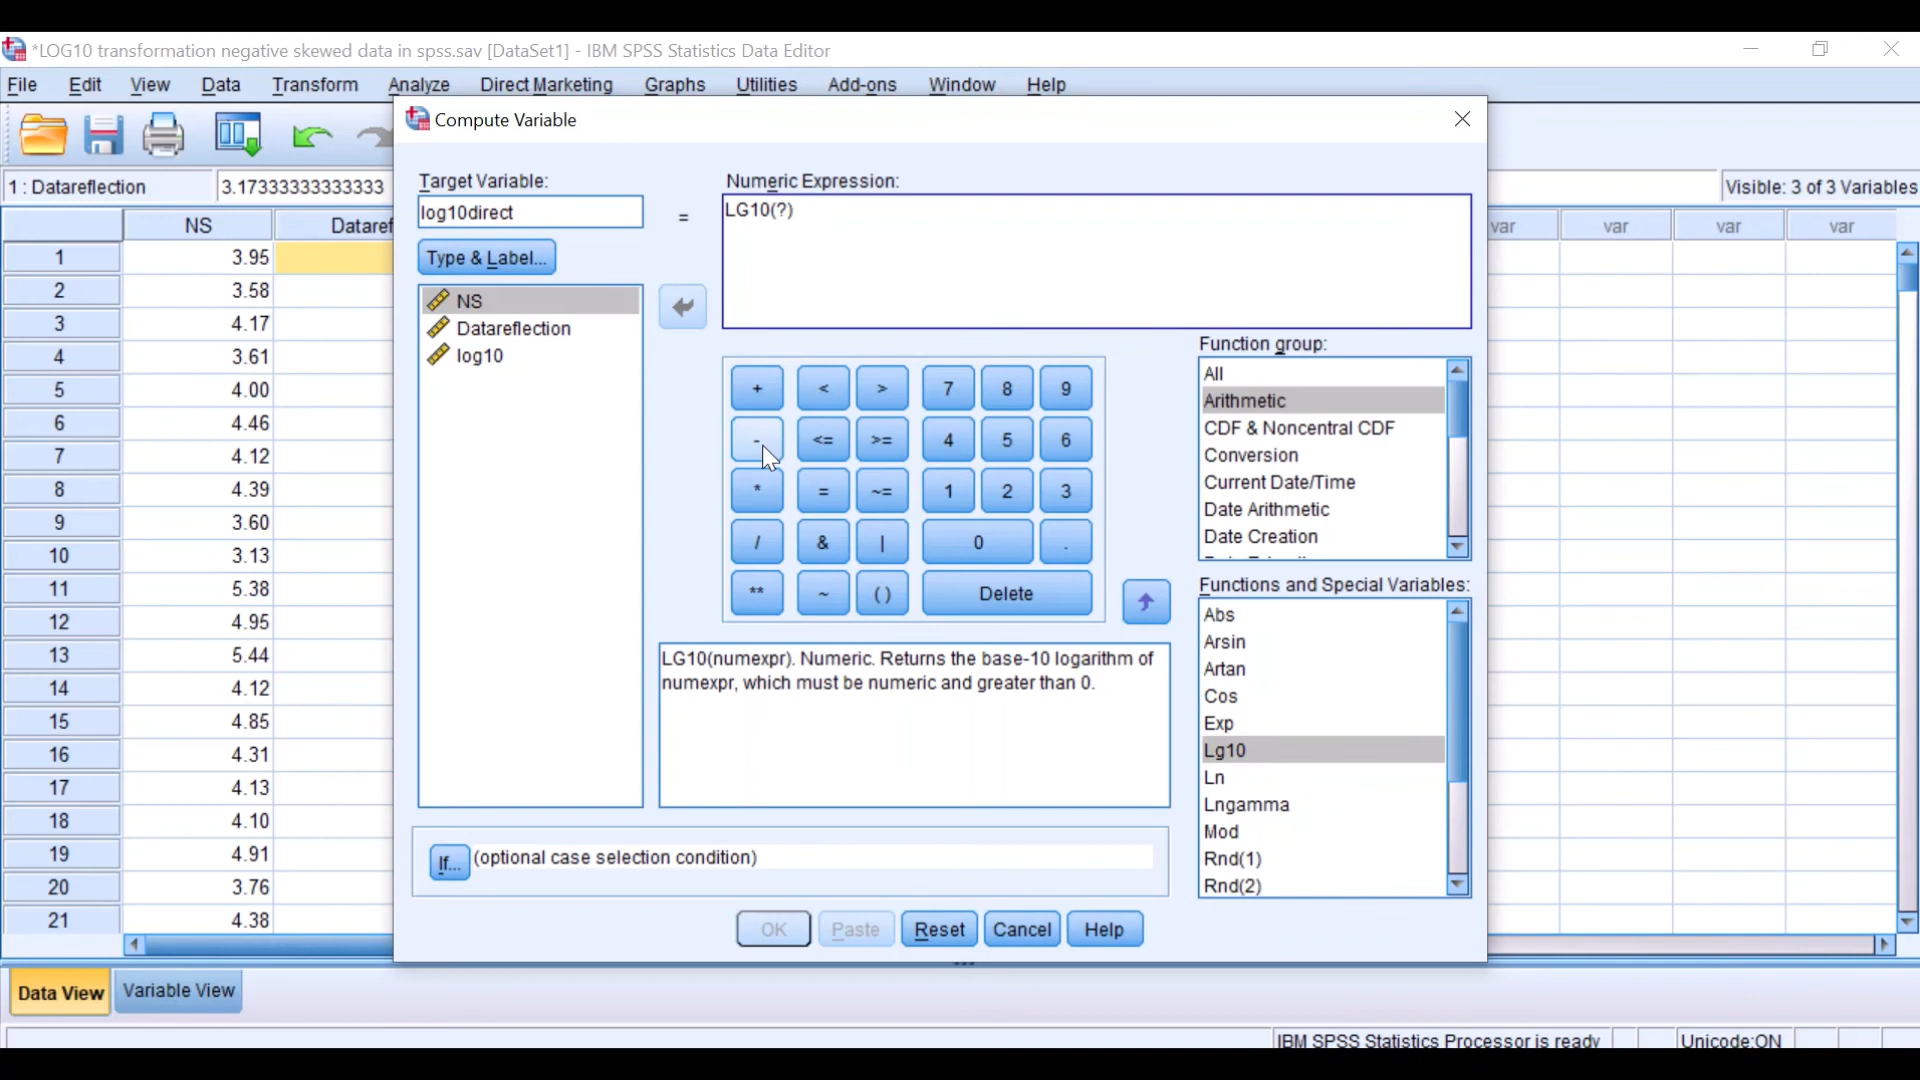 *LOG10 transformation negative skewed data in spss.sav [DataSet1] - IBM SPSS Statistics Data Editor
File Edit View Data Transform Analyze Direct Marketing Graphs Utilities Add-ons Window Help
Compute Variable
1 : Datareflection 3.17333333333333 Visible: 3 of 3 Variables
Target Variable: Numeric Expression:
log10direct = LG10(?)
Type & Label...
NS Dataref var var var var
NS
Datareflection
log10
1 3.95
2 3.58
3 4.17
4 3.61
5 4.00
6 4.46
7 4.12
8 4.39
9 3.60
10 3.13
11 5.38
12 4.95
13 5.44
14 4.12
15 4.85
16 4.31
17 4.13
18 4.10
19 4.91
20 3.76
21 4.38
+ < > 7 8 9
- <= >= 4 5 6
* = ~= 1 2 3
/ & | 0 .
** ~ ( ) Delete
Function group:
All
Arithmetic
CDF & Noncentral CDF
Conversion
Current Date/Time
Date Arithmetic
Date Creation
Functions and Special Variables:
Abs
Arsin
Artan
Cos
Exp
Lg10
Ln
Lngamma
Mod
Rnd(1)
Rnd(2)
LG10(numexpr). Numeric. Returns the base-10 logarithm of
numexpr, which must be numeric and greater than 0.
If... (optional case selection condition)
OK Paste Reset Cancel Help
Data View Variable View
IBM SPSS Statistics Processor is ready Unicode:ON